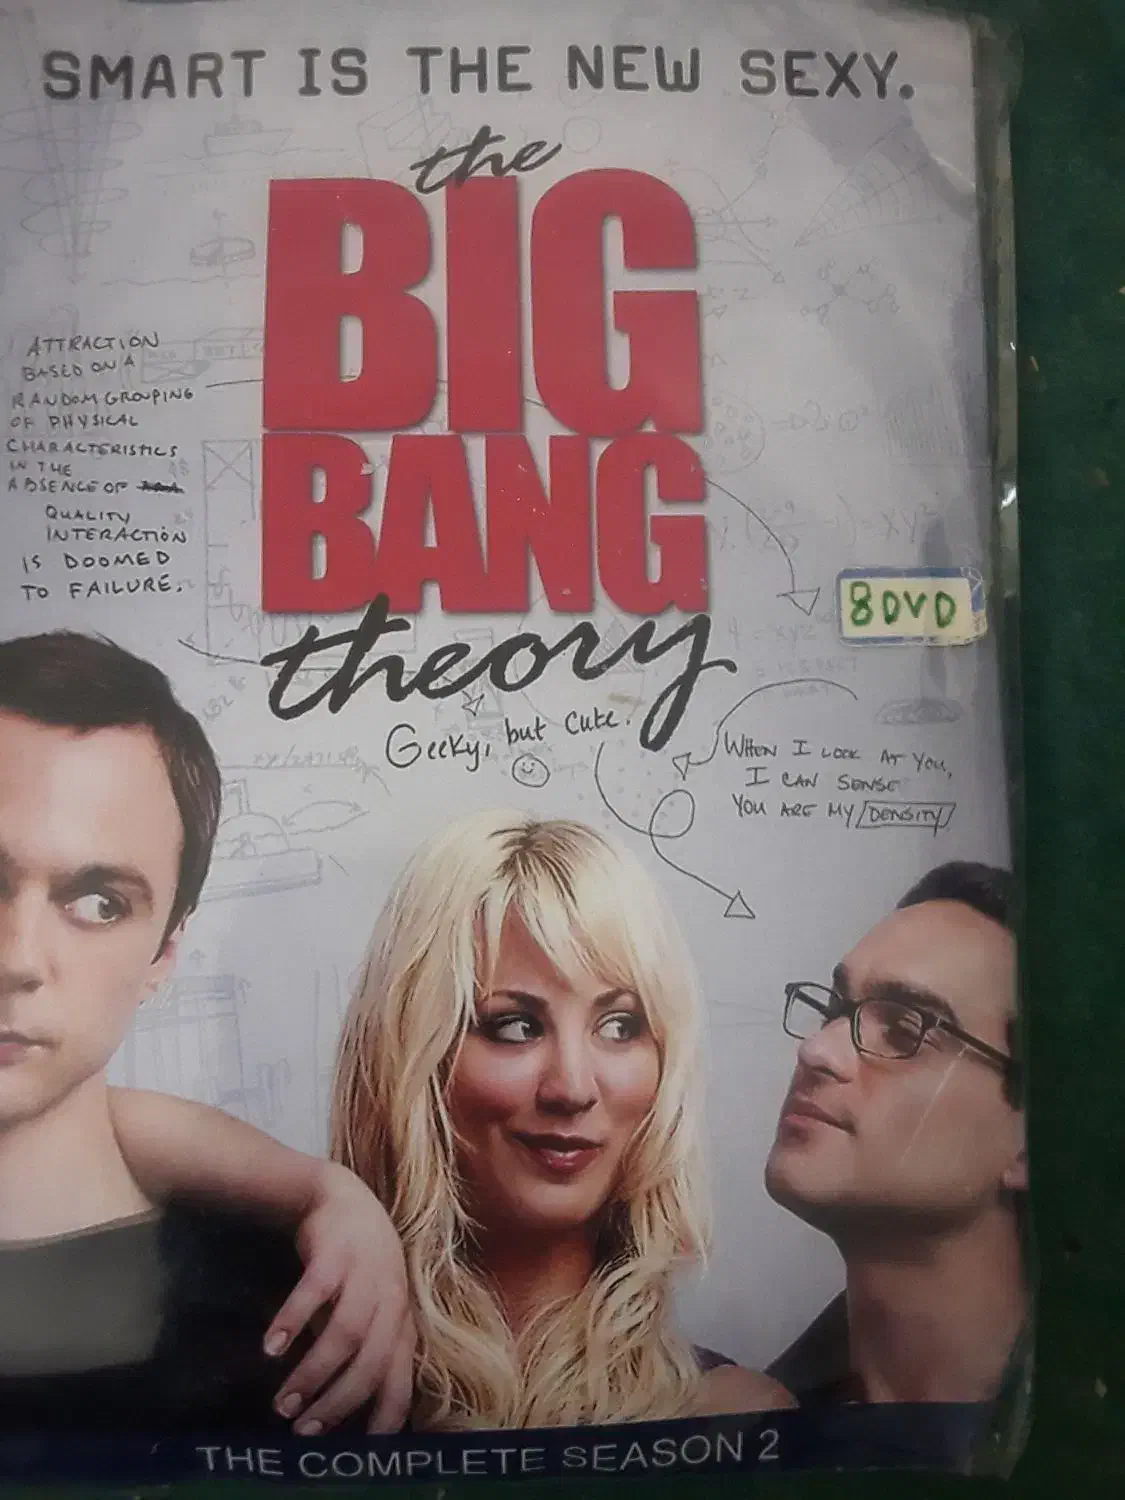 SMART IS THE NEW SEXY.
the
BIG
BANG
theory
ATTRACTION
BASED ON A
RANDOM GROUPING
OF PHYSICAL
CHARACTERISTICS
IN THE
ABSENCE OF
QUALITY
INTERACTION
IS DOOMED
TO FAILURE.
8DVD
Geeky, but cute.
WHEN I LOOK AT YOU,
I CAN SENSE
YOU ARE MY DENSITY
THE COMPLETE SEASON 2